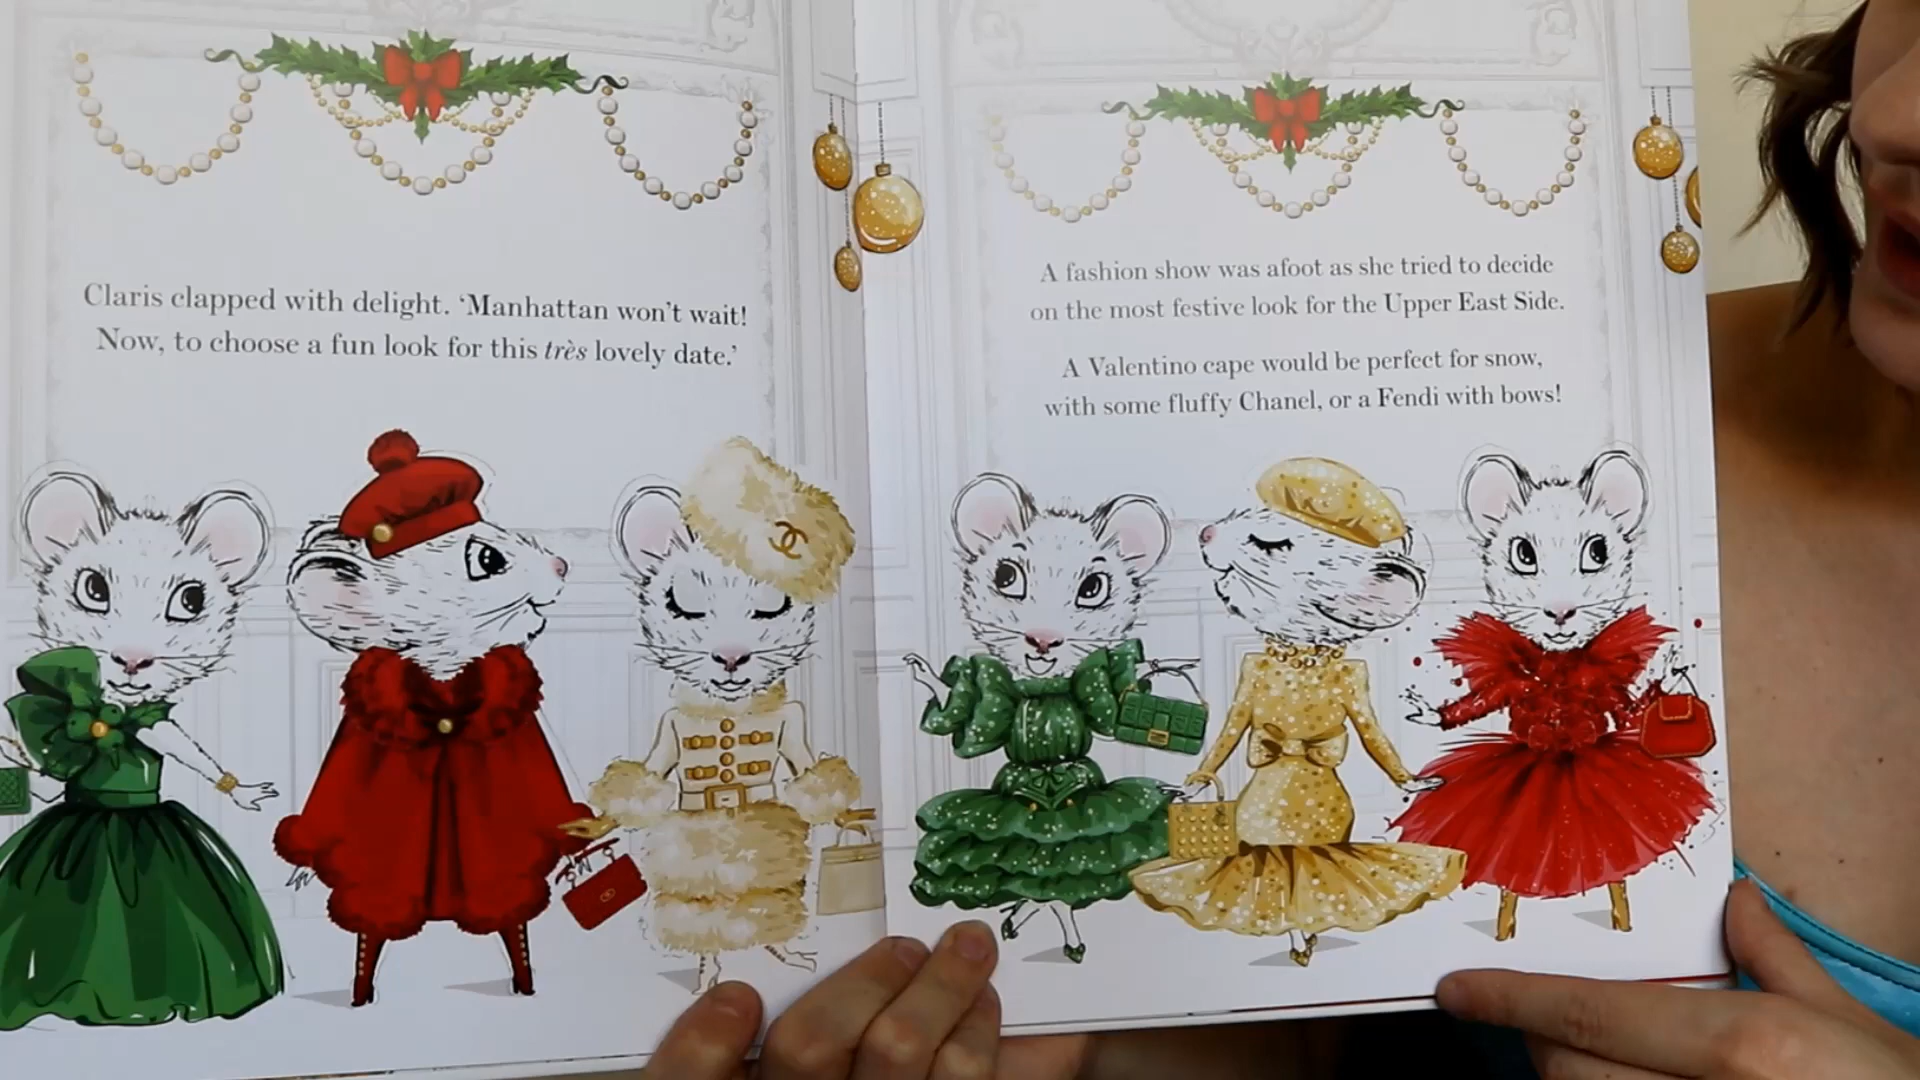 Claris clapped with delight. ‘Manhattan won’t wait!
Now, to choose a fun look for this très lovely date.’
A fashion show was afoot as she tried to decide
on the most festive look for the Upper East Side.
A Valentino cape would be perfect for snow,
with some fluffy Chanel, or a Fendi with bows!